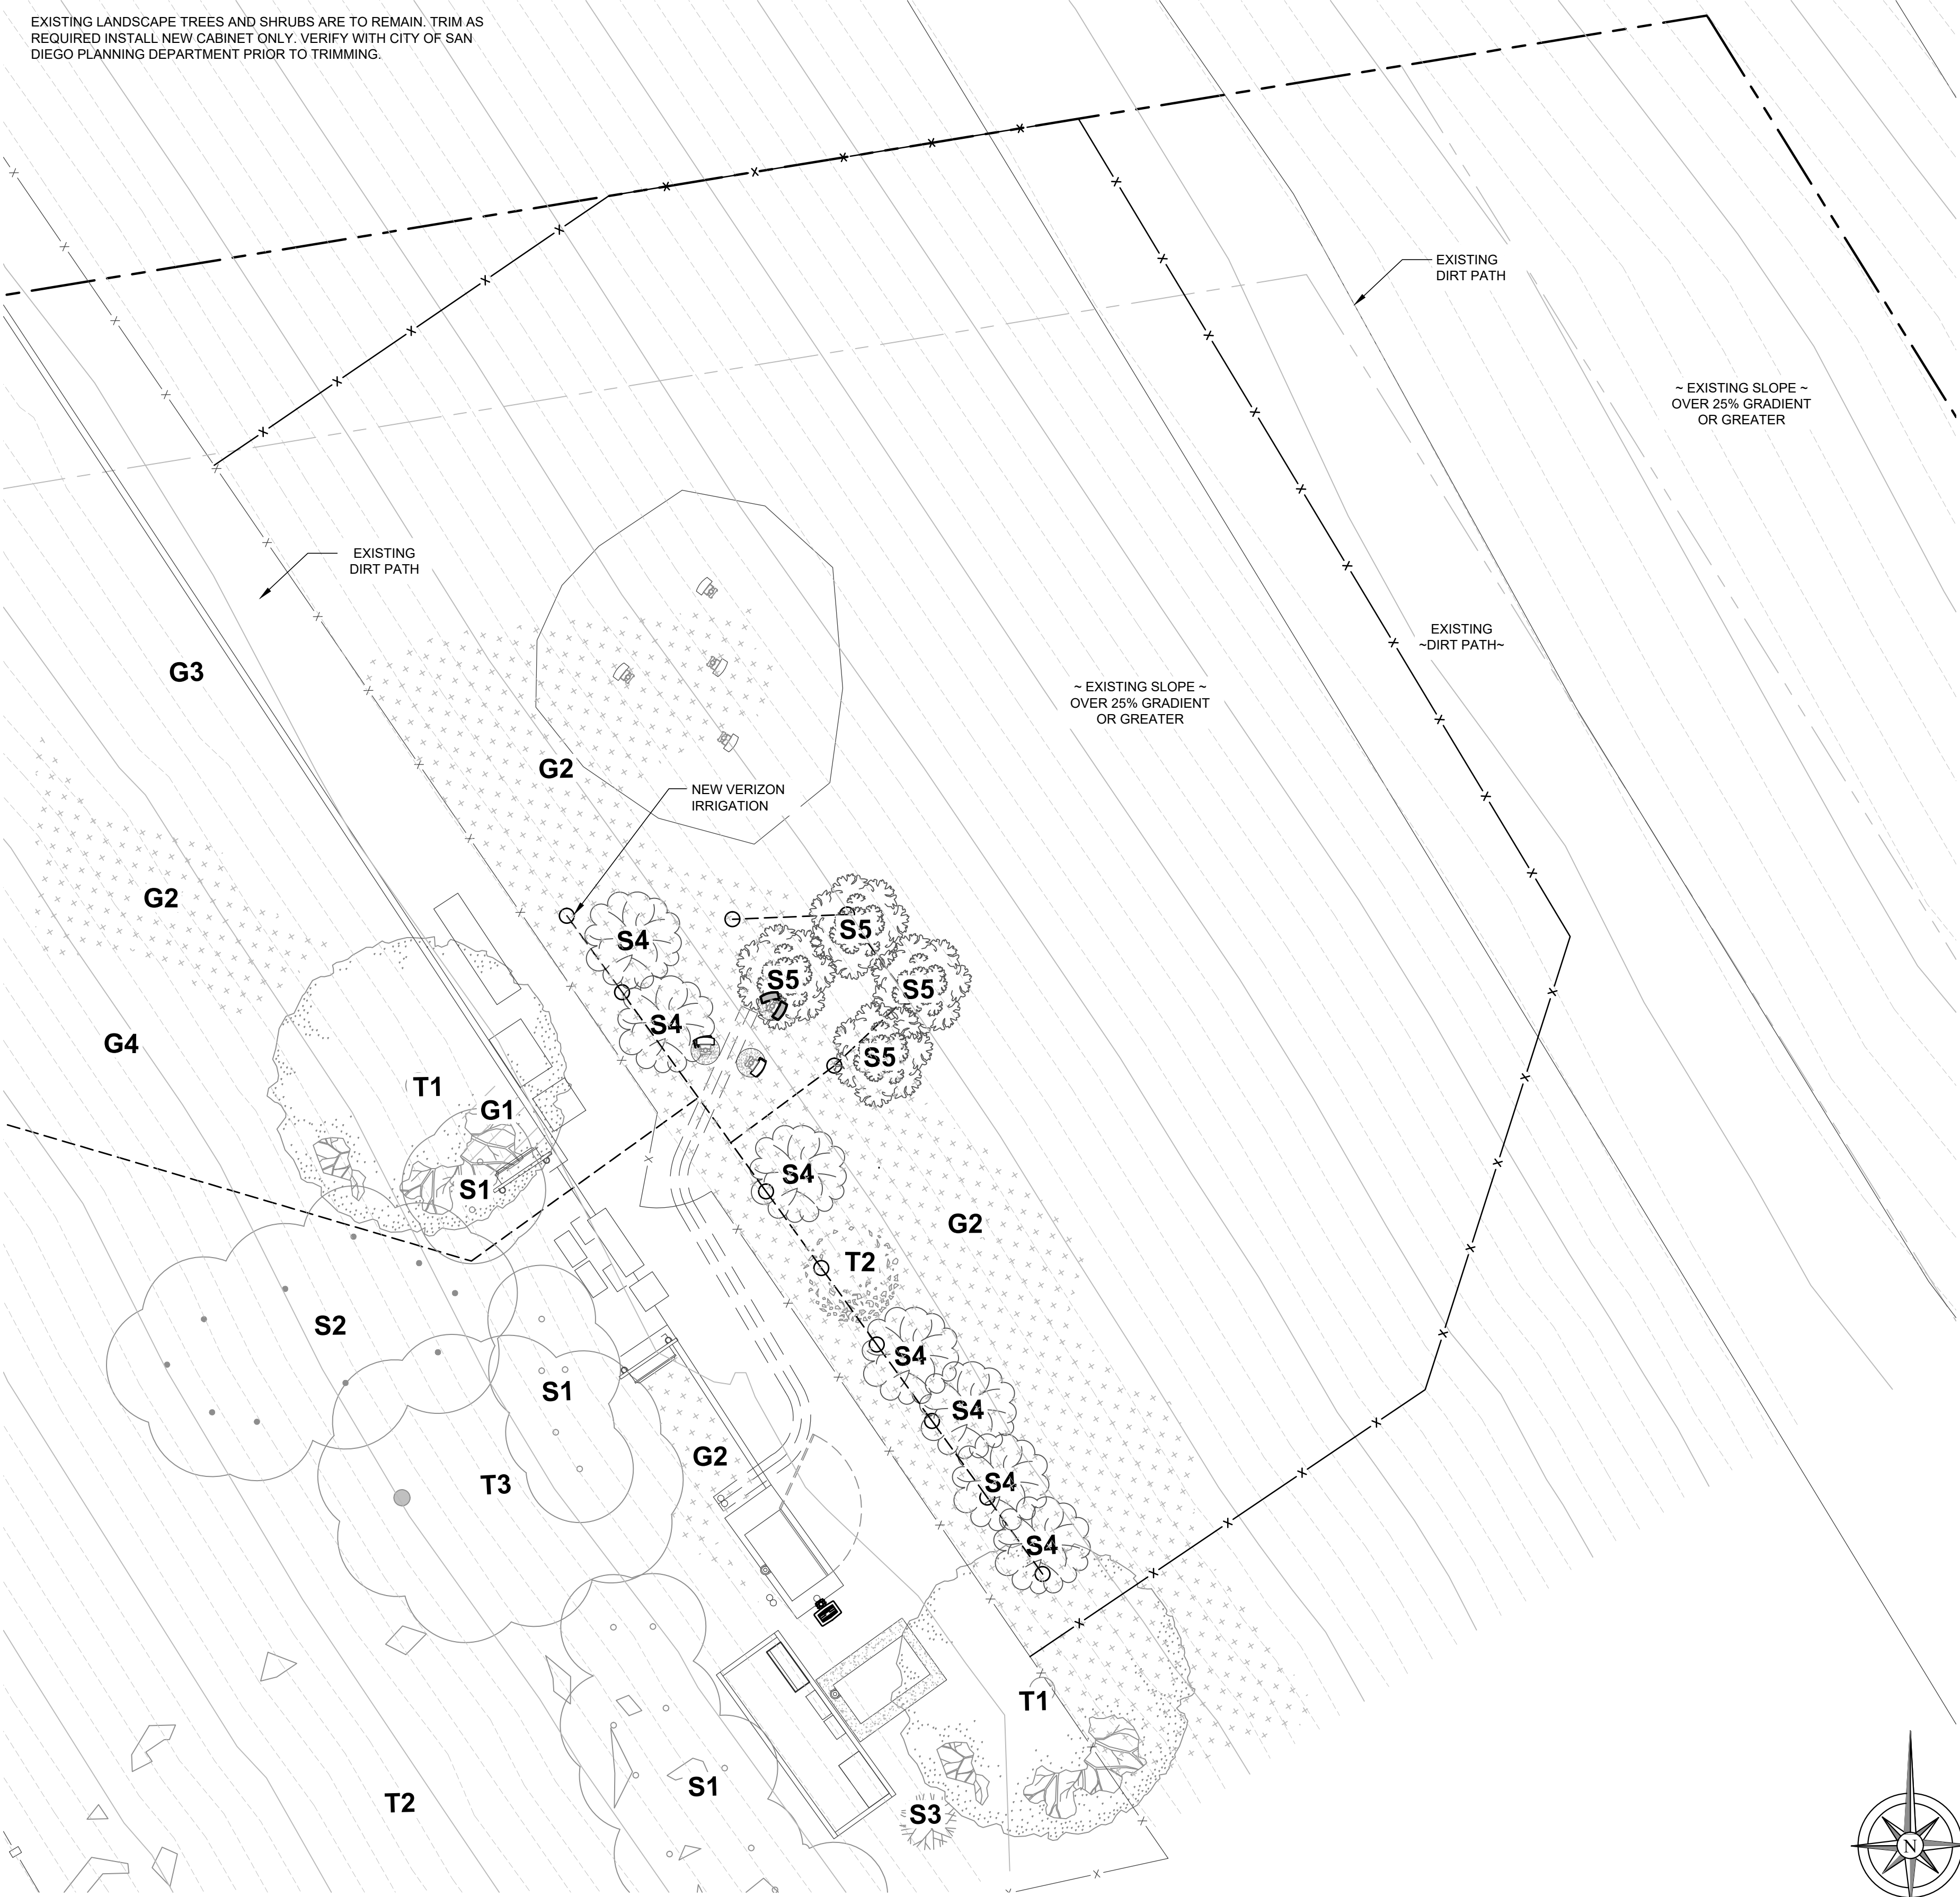 EXISTING LANDSCAPE TREES AND SHRUBS ARE TO REMAIN. TRIM AS
REQUIRED INSTALL NEW CABINET ONLY. VERIFY WITH CITY OF SAN
DIEGO PLANNING DEPARTMENT PRIOR TO TRIMMING.
EXISTING
DIRT PATH
~ EXISTING SLOPE ~
OVER 25% GRADIENT
OR GREATER
EXISTING
DIRT PATH
EXISTING
~DIRT PATH~
G3
~ EXISTING SLOPE ~
OVER 25% GRADIENT
OR GREATER
G2
NEW VERIZON
IRRIGATION
G2
S4
S5
S5
S5
S4
G4
S5
T1
G1
S4
S1
G2
T2
S2
S4
S1
S4
G2
S4
T3
S4
T1
S1
T2
S3
N